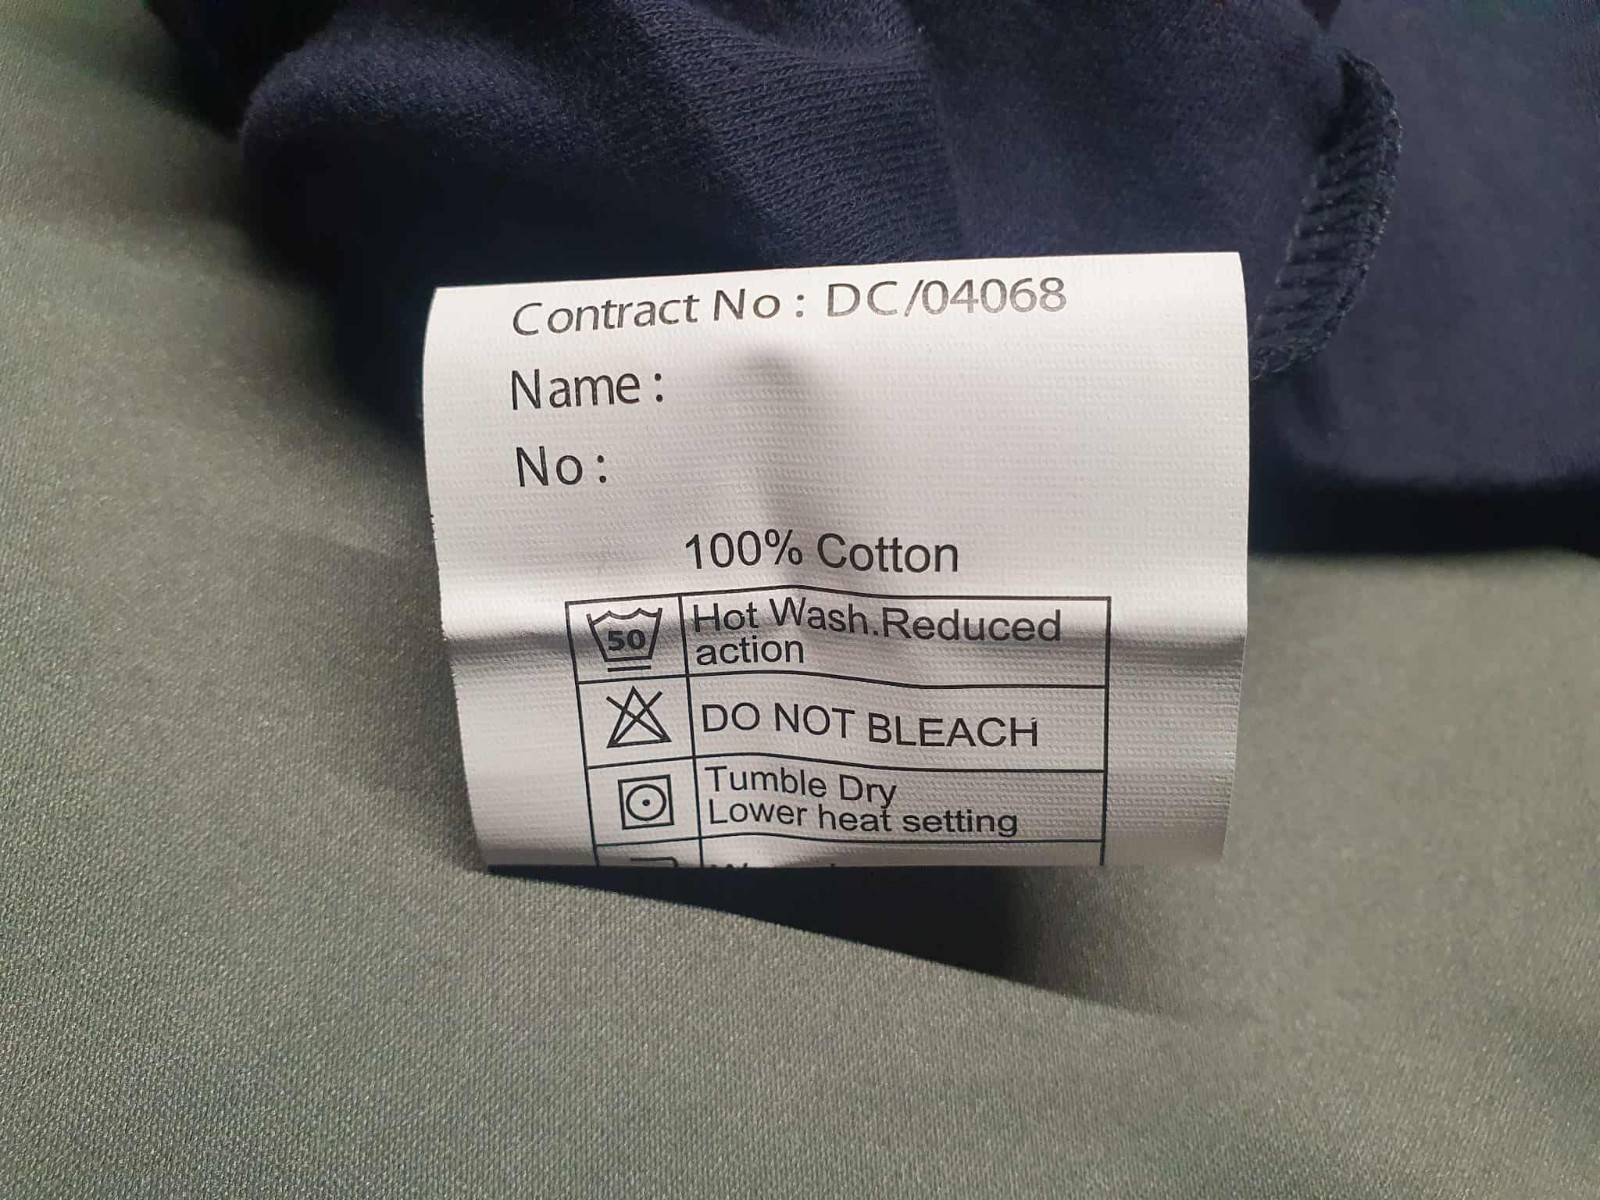 Contract No : DC/04068
Name :
No :
100% Cotton
50
Hot Wash.Reduced
action
DO NOT BLEACH
Tumble Dry
Lower heat setting